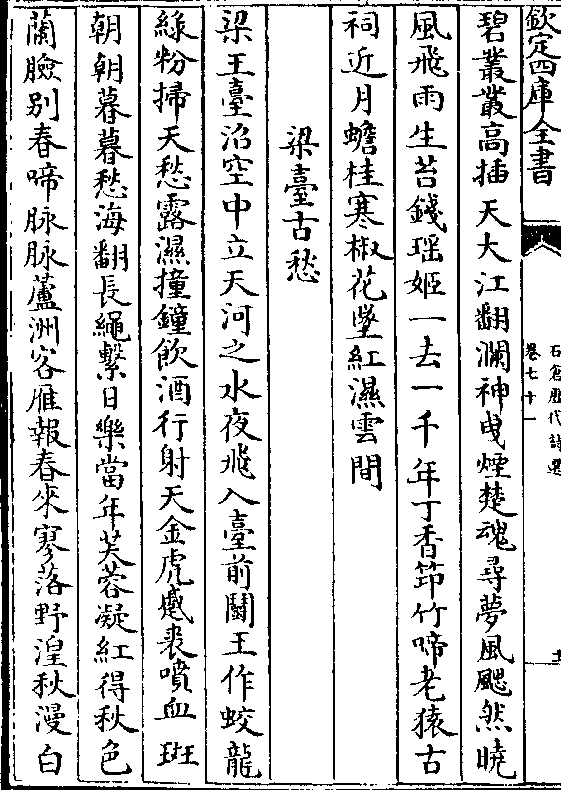 欽定四庫全書
石倉歷代詩選
卷七十一
碧叢叢高插天大江翻瀾神曳煙楚魂尋夢風颸然曉
風飛雨生苔錢瑶姬一去一千年丁香筇竹啼老猿古
祠近月蟾桂寒椒花墜紅濕雲間
梁臺古愁
梁王臺沼空中立天河之水夜飛入臺前鬭玉作蛟龍
綠粉掃天愁露濕撞鐘飲酒行射天金虎蹙裘噴血斑
朝朝暮暮愁海翻長繩繫日樂當年芙蓉凝紅得秋色
蘭臉别春啼脉脉蘆洲客雁報春來寥落野湟秋漫白